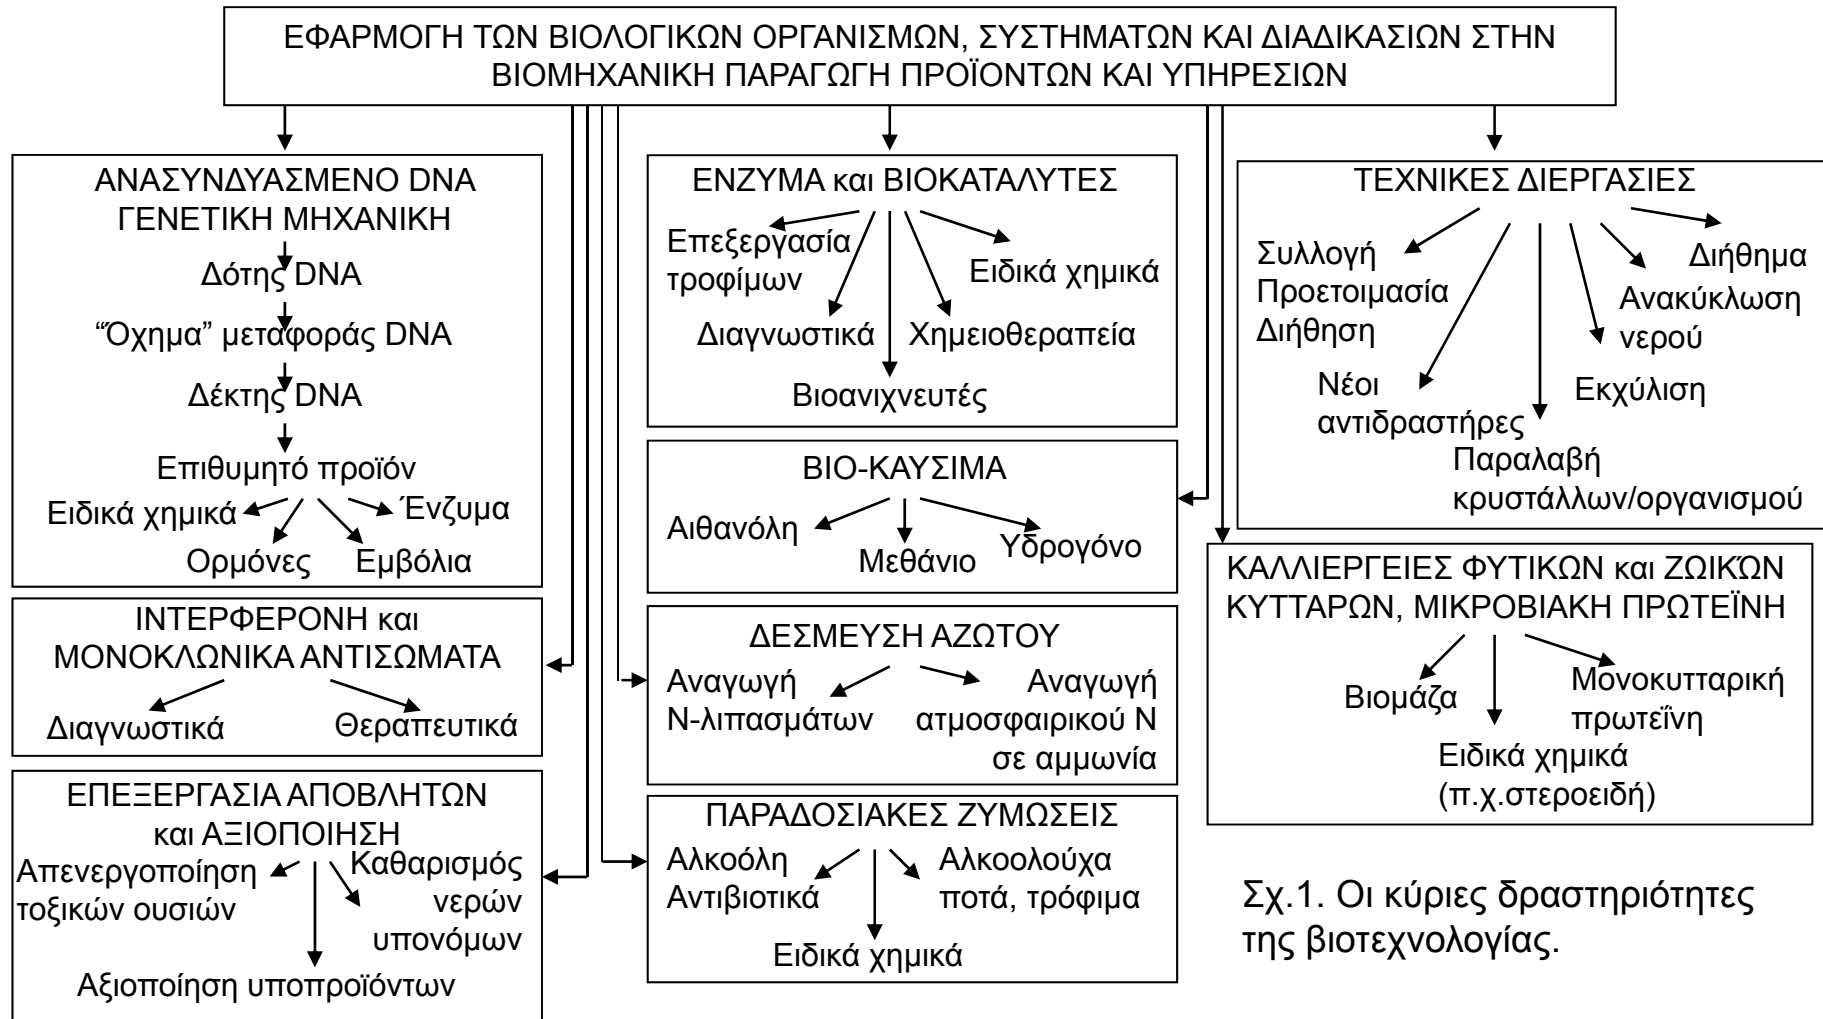 ΕΦΑΡΜΟΓΗ ΤΩΝ ΒΙΟΛΟΓΙΚΩΝ ΟΡΓΑΝΙΣΜΩΝ, ΣΥΣΤΗΜΑΤΩΝ ΚΑΙ ΔΙΑΔΙΚΑΣΙΩΝ ΣΤΗΝ
ΒΙΟΜΗΧΑΝΙΚΗ ΠΑΡΑΓΩΓΗ ΠΡΟΪΟΝΤΩΝ ΚΑΙ ΥΠΗΡΕΣΙΩΝ
ΑΝΑΣΥΝΔΥΑΣΜΕΝΟ DNA
ΓΕΝΕΤΙΚΗ ΜΗΧΑΝΙΚΗ
Δότης DNA
“Όχημα” μεταφοράς DNA
Δέκτης DNA
Επιθυμητό προϊόν
Ειδικά χημικά
Ένζυμα
Ορμόνες
Εμβόλια
ΙΝΤΕΡΦΕΡΟΝΗ και
ΜΟΝΟΚΛΩΝΙΚΑ ΑΝΤΙΣΩΜΑΤΑ
Διαγνωστικά
Θεραπευτικά
ΕΠΕΞΕΡΓΑΣΙΑ ΑΠΟΒΛΗΤΩΝ
και ΑΞΙΟΠΟΙΗΣΗ
Απενεργοποίηση
τοξικών ουσιών
Καθαρισμός
νερών
υπονόμων
Αξιοποίηση υποπροϊόντων
ΕΝΖΥΜΑ και ΒΙΟΚΑΤΑΛΥΤΕΣ
Επεξεργασία
τροφίμων
Ειδικά χημικά
Διαγνωστικά
Χημειοθεραπεία
Βιοανιχνευτές
ΒΙΟ-ΚΑΥΣΙΜΑ
Αιθανόλη
Μεθάνιο
Υδρογόνο
ΔΕΣΜΕΥΣΗ ΑΖΩΤΟΥ
Αναγωγή
Ν-λιπασμάτων
Αναγωγή
ατμοσφαιρικού Ν
σε αμμωνία
ΠΑΡΑΔΟΣΙΑΚΕΣ ΖΥΜΩΣΕΙΣ
Αλκοόλη
Αντιβιοτικά
Αλκοολούχα
ποτά, τρόφιμα
Ειδικά χημικά
ΤΕΧΝΙΚΕΣ ΔΙΕΡΓΑΣΙΕΣ
Συλλογή
Προετοιμασία
Διήθηση
Διήθημα
Ανακύκλωση
νερού
Νέοι
αντιδραστήρες
Εκχύλιση
Παραλαβή
κρυστάλλων/οργανισμού
ΚΑΛΛΙΕΡΓΕΙΕΣ ΦΥΤΙΚΩΝ και ΖΩΙΚΏΝ
ΚΥΤΤΑΡΩΝ, ΜΙΚΡΟΒΙΑΚΗ ΠΡΩΤΕΪΝΗ
Βιομάζα
Μονοκυτταρική
πρωτεΐνη
Ειδικά χημικά
(π.χ.στεροειδή)
Σχ.1. Οι κύριες δραστηριότητες
της βιοτεχνολογίας.